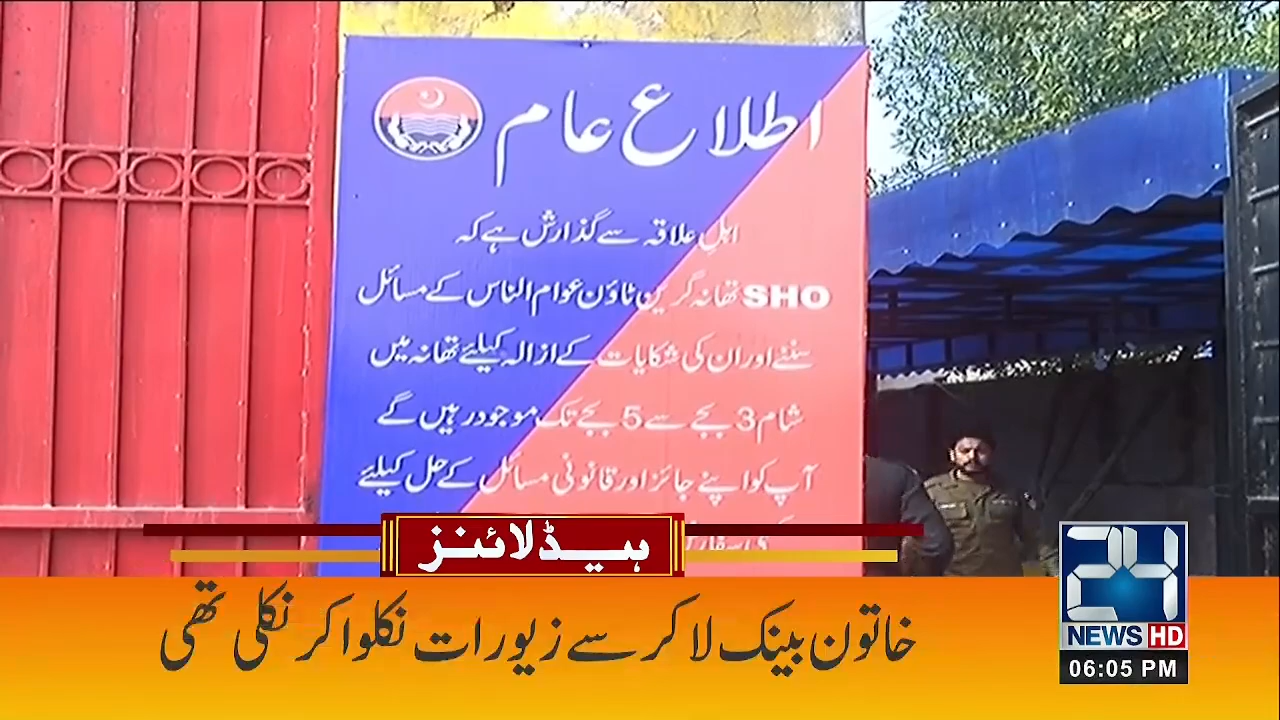 اطلاع عام
اہلِ علاقہ سے گذارش ہے کہ
SHO تھانہ گرین ٹاؤن عوام الناس کے مسائل
سننے اور ان کی شکایات کے ازالہ کیلئے تھانہ میں
شام 3 بجے سے 5 بجے تک موجود رہیں گے
آپ کو اپنے جائز اور قانونی مسائل کے حل کیلئے
ہیڈلائنز
خاتون بینک لاکر سے زیورات نکلوا کر نکلی تھی
24
NEWS HD
06:05 PM